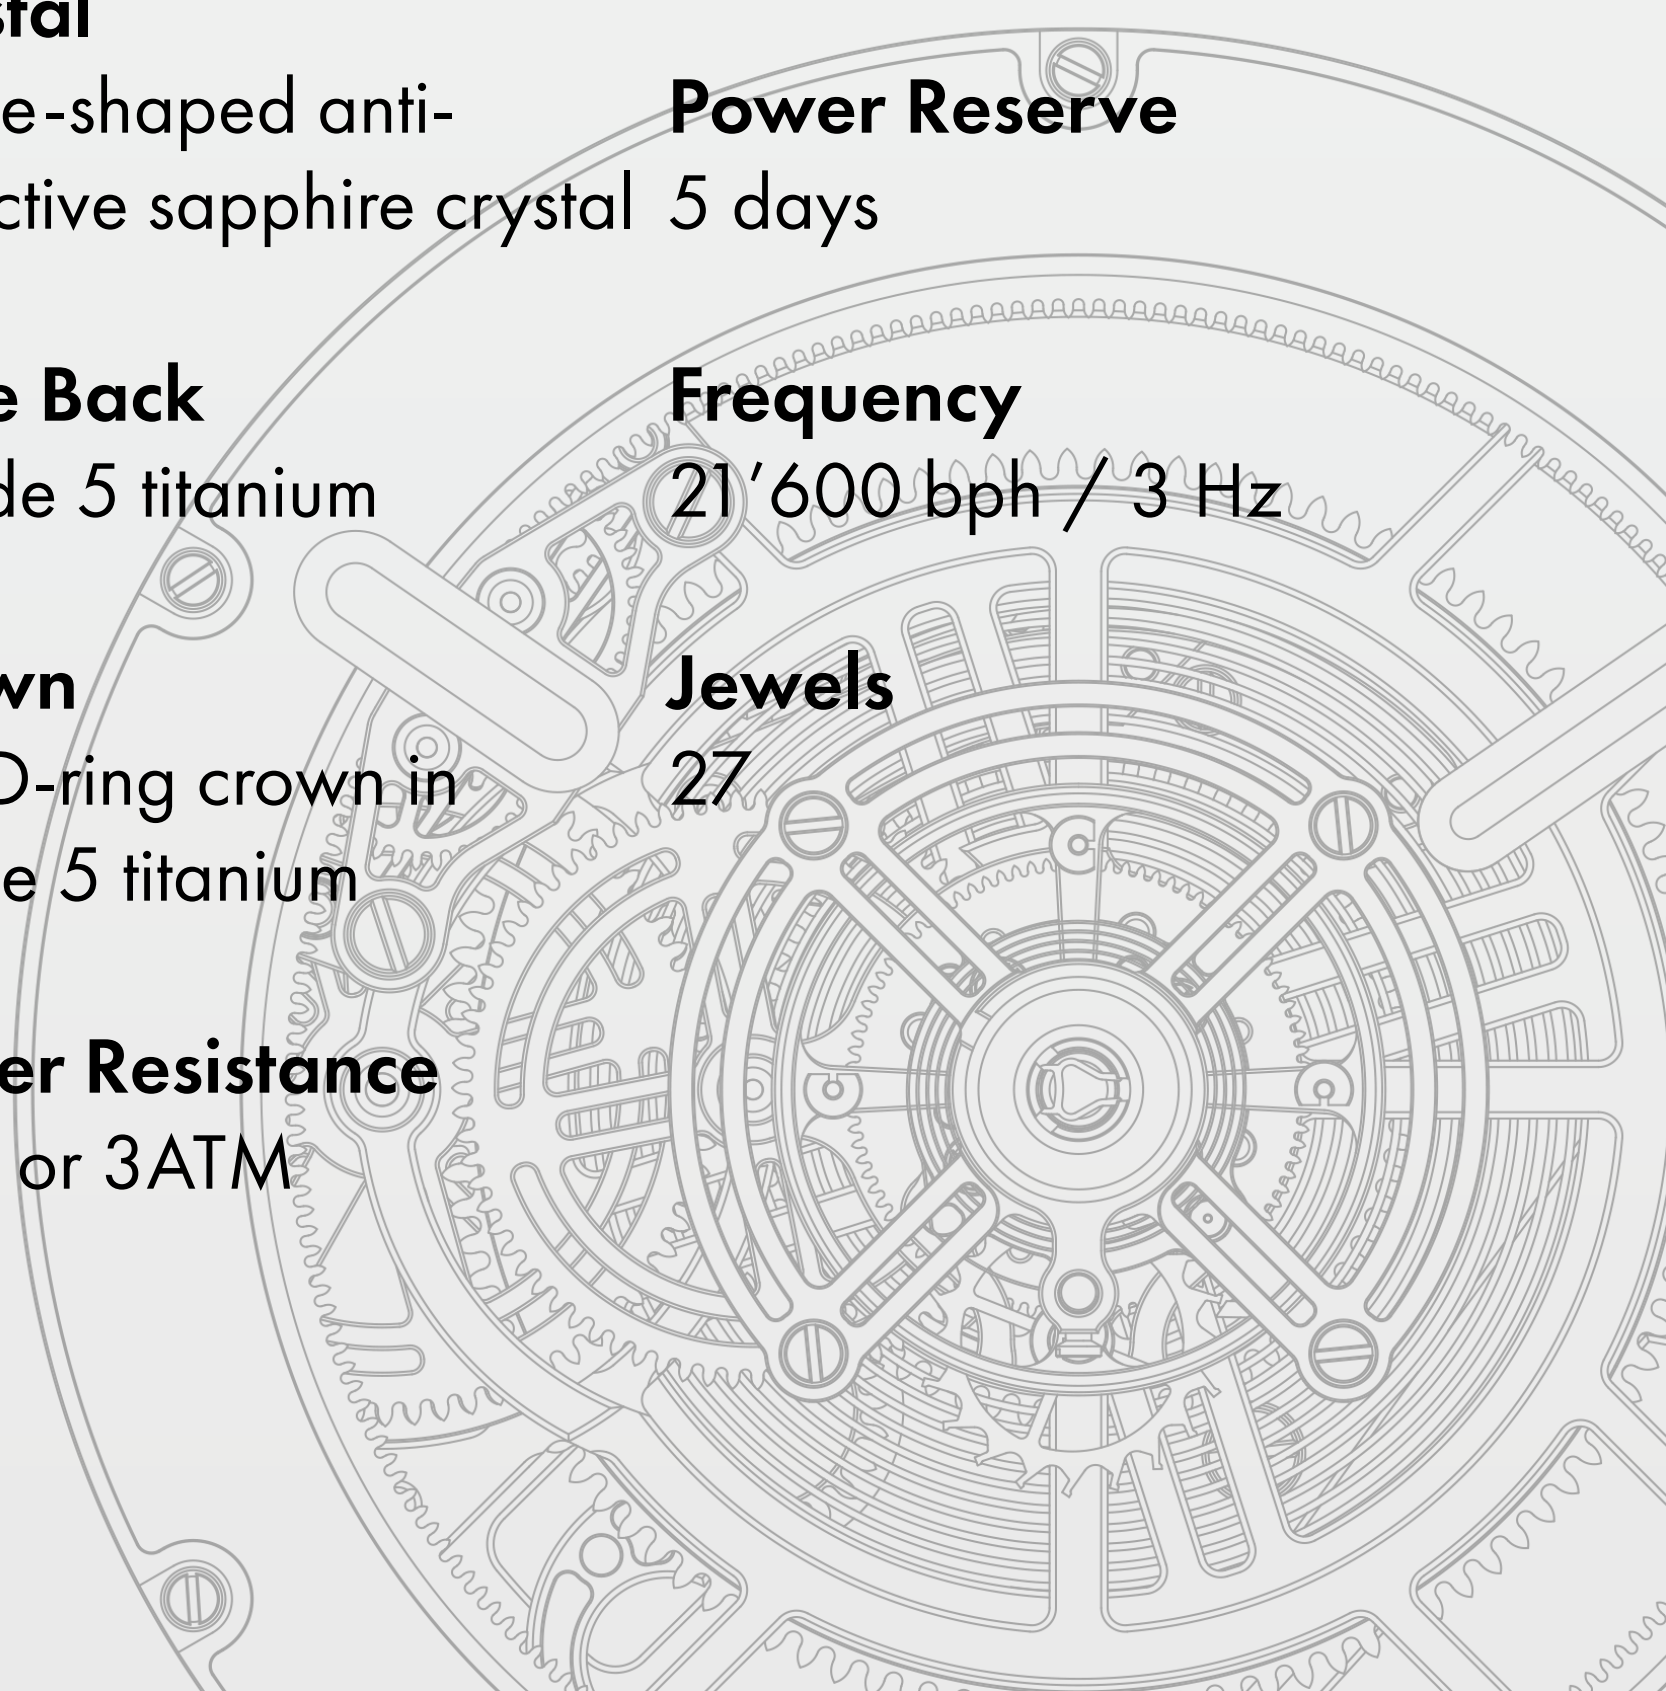 stal
e-shaped anti-
ctive sapphire crystal
e Back
de 5 titanium
wn
D-ring crown in
e 5 titanium
er Resistance
or 3ATM
Power Reserve
5 days
Frequency
21’600 bph / 3 Hz
Jewels
27